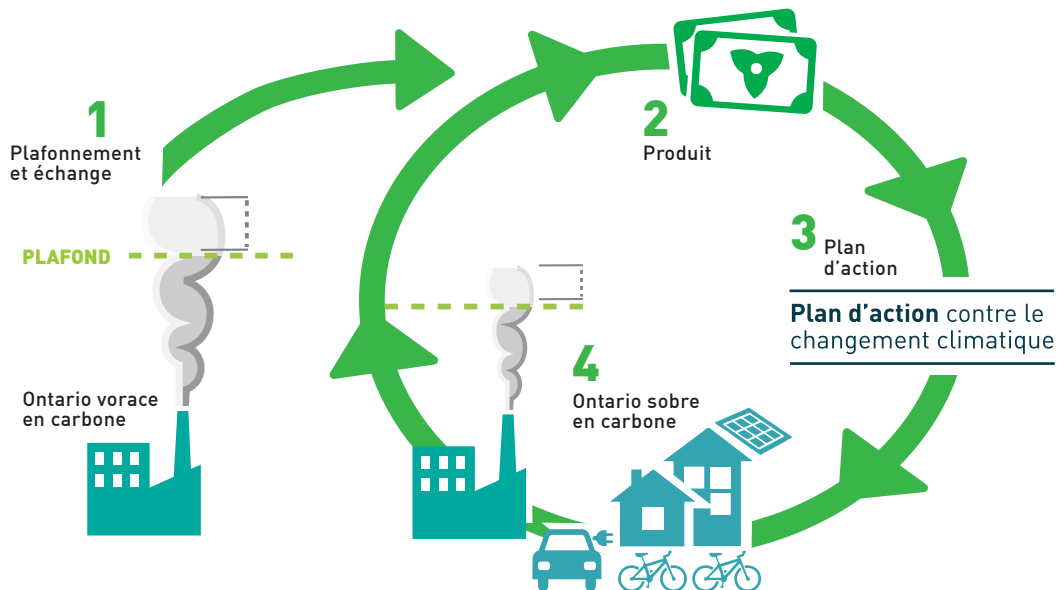 1
Plafonnement
et échange
PLAFOND
Ontario vorace
en carbone
2
Produit
3
Plan
d'action
Plan d'action contre le
changement climatique
4
Ontario sobre
en carbone